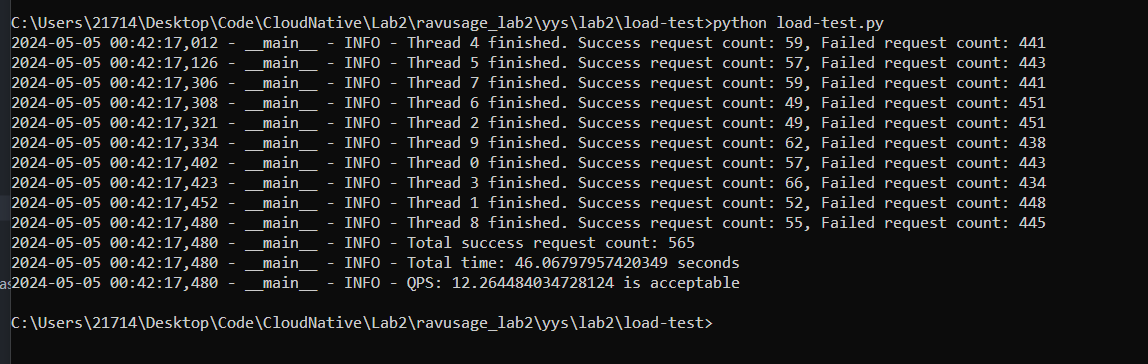 C:\Users\21714\Desktop\Code\CloudNative\Lab2\ravusage_lab2\yys\lab2\load-test>python load-test.py
2024-05-05 00:42:17,012 - __main__ - INFO - Thread 4 finished. Success request count: 59, Failed request count: 441
2024-05-05 00:42:17,126 - __main__ - INFO - Thread 5 finished. Success request count: 57, Failed request count: 443
2024-05-05 00:42:17,306 - __main__ - INFO - Thread 7 finished. Success request count: 59, Failed request count: 441
2024-05-05 00:42:17,308 - __main__ - INFO - Thread 6 finished. Success request count: 49, Failed request count: 451
2024-05-05 00:42:17,321 - __main__ - INFO - Thread 2 finished. Success request count: 49, Failed request count: 451
2024-05-05 00:42:17,334 - __main__ - INFO - Thread 9 finished. Success request count: 62, Failed request count: 438
2024-05-05 00:42:17,402 - __main__ - INFO - Thread 0 finished. Success request count: 57, Failed request count: 443
2024-05-05 00:42:17,423 - __main__ - INFO - Thread 3 finished. Success request count: 66, Failed request count: 434
2024-05-05 00:42:17,452 - __main__ - INFO - Thread 1 finished. Success request count: 52, Failed request count: 448
2024-05-05 00:42:17,480 - __main__ - INFO - Thread 8 finished. Success request count: 55, Failed request count: 445
2024-05-05 00:42:17,480 - __main__ - INFO - Total success request count: 565
2024-05-05 00:42:17,480 - __main__ - INFO - Total time: 46.06797957420349 seconds
2024-05-05 00:42:17,480 - __main__ - INFO - QPS: 12.264484034728124 is acceptable
C:\Users\21714\Desktop\Code\CloudNative\Lab2\ravusage_lab2\yys\lab2\load-test>